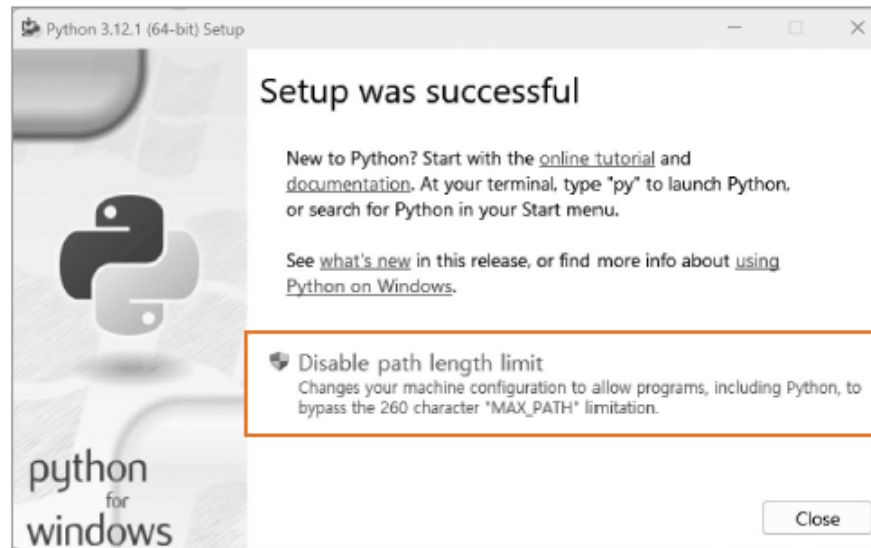 Python 3.12.1 (64-bit) Setup
Setup was successful
New to Python? Start with the online tutorial and
documentation. At your terminal, type "py" to launch Python,
or search for Python in your Start menu.
See what's new in this release, or find more info about using
Python on Windows.
Disable path length limit
Changes your machine configuration to allow programs, including Python, to
bypass the 260 character "MAX_PATH" limitation.
python
for
windows
Close